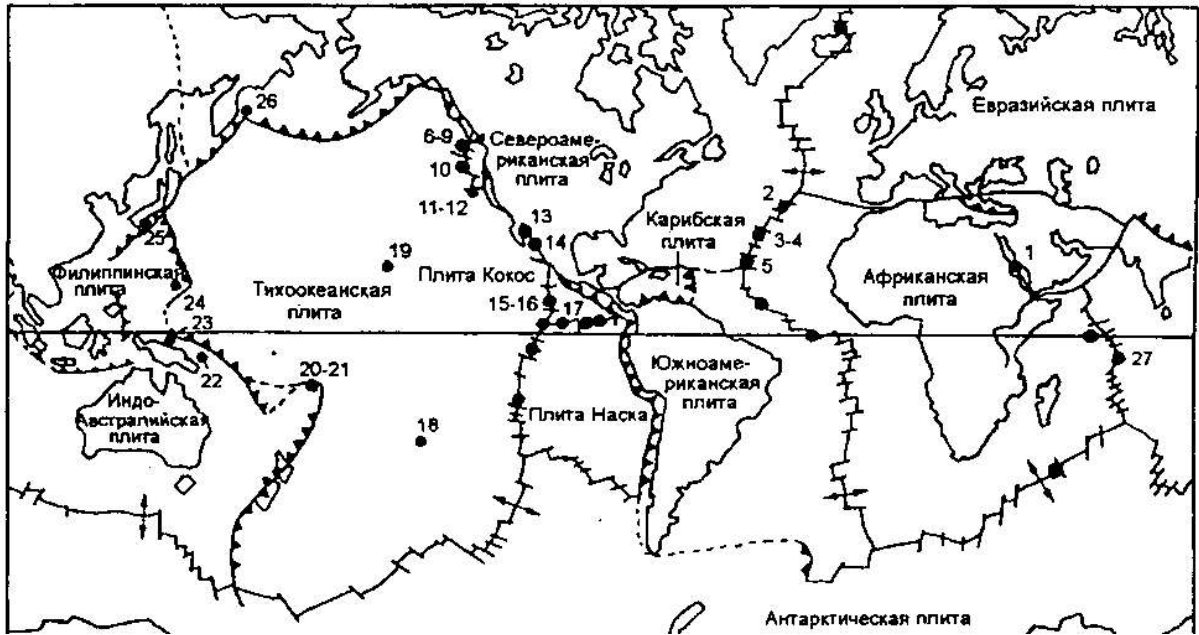 Евразийская плита
26
6-9
Североаме-
риканская
плита
10
11-12
2
13
14
3-4
Карибская
плита
5
1
25
19
Филиппинская
плита
Плита Кокос
Африканская
плита
24
Тихоокеанская
плита
15-16
17
23
22
20-21
Южноаме-
риканская
плита
27
Индо-
Австралийская
плита
Плита Наска
18
Антарктическая плита